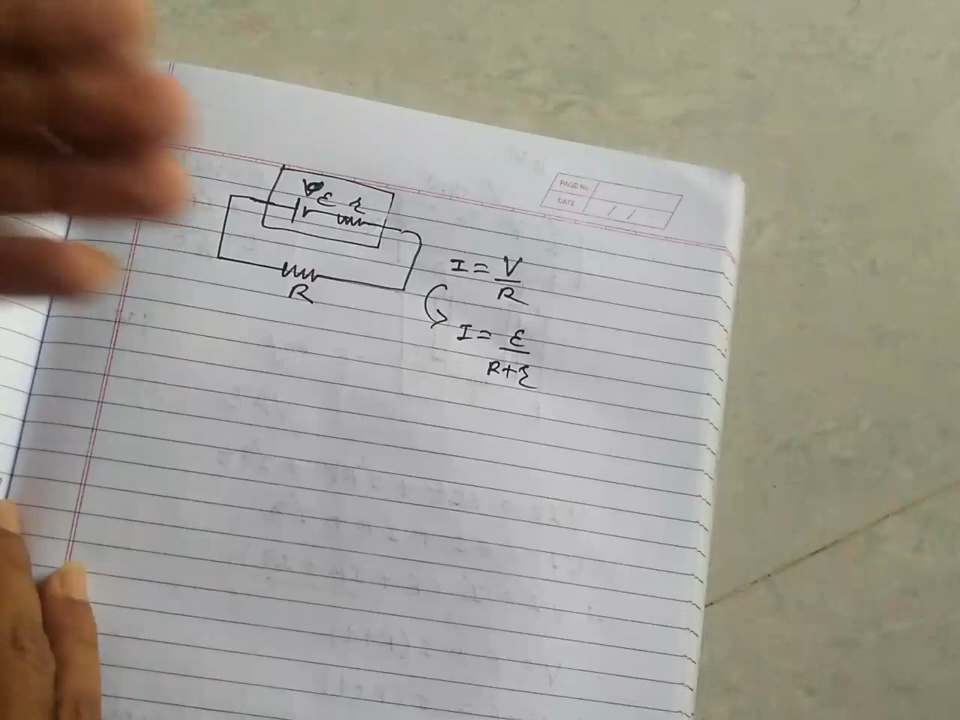 PAGE No.
DATE / /
ε r
R
I = V/R
I = ε/R+r